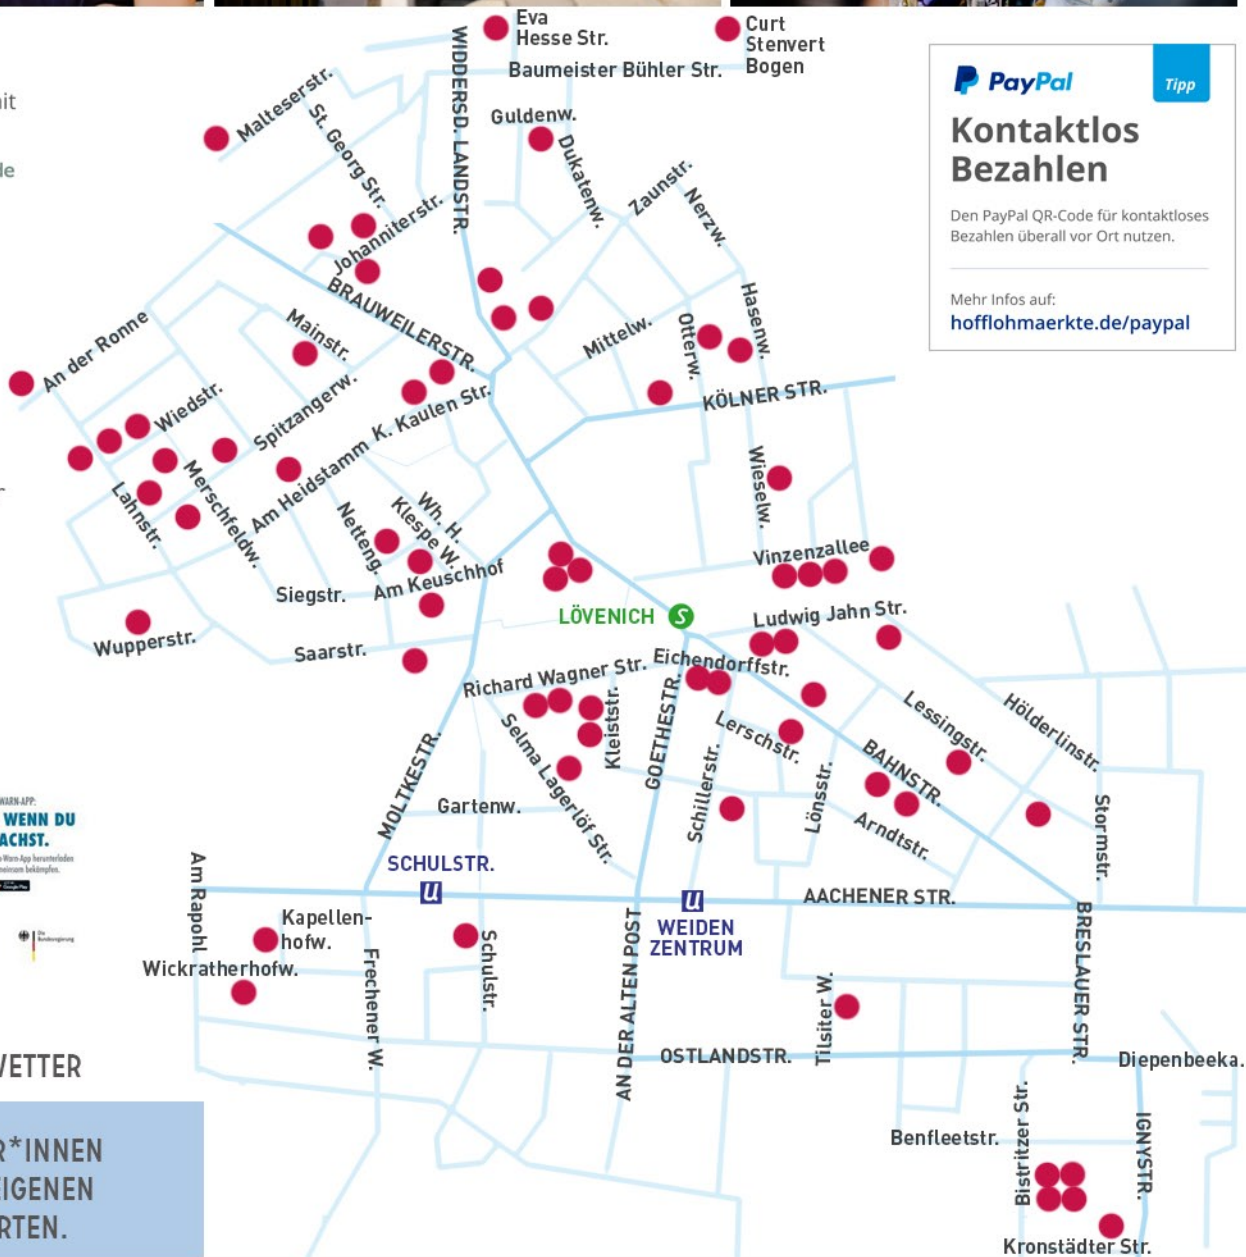 Eva
Hesse Str.
Curt
Stenvert
Bogen
Baumeister Bühler Str.
WIDDERSD. LANDSTR.
Malteserstr.
St. Georg Str.
Guldenw.
Dukatenw.
Zaunstr.
Nerzw.
Johanniterstr.
BRAUWEILERSTR.
PayPal
Tipp
Kontaktlos
Bezahlen
Den PayPal QR-Code für kontaktloses
Bezahlen überall vor Ort nutzen.
Mehr Infos auf:
hofflohmaerkte.de/paypal
Hasenw.
Otterw.
Mittelw.
Mainstr.
An der Ronne
Wiedstr.
Spitzangerw.
K. Kaulen Str.
KÖLNER STR.
Am Heidstamm
Merschfeldw.
Lahnstr.
Netteng.
Wh. H.
Klespe W.
Wieselw.
Vinzenzallee
Am Keuschhof
Siegstr.
LÖVENICH
S
Ludwig Jahn Str.
Wupperstr.
Saarstr.
Richard Wagner Str.
Eichendorffstr.
Kleiststr.
GOETHESTR.
Selma Lagerlöf Str.
Lerschstr.
Schillerstr.
Lönsstr.
Lessingstr.
Hölderlinstr.
BAHNSTR.
MOLTKESTR.
Gartenw.
Arndtstr.
Stormstr.
WARN-APP:
WENN DU
ACHST.
Die
Bundesregierung
SCHULSTR.
U
U
WEIDEN
ZENTRUM
AACHENER STR.
Am Rapohl
Kapellen-
hofw.
Wickratherhofw.
Frechener W.
Schulstr.
AN DER ALTEN POST
Tilsiter W.
BRESLAUER STR.
OSTLANDSTR.
Diepenbeeka.
VETTER
R*INNEN
EIGENEN
RTEN.
Benfleetstr.
Bistritzer Str.
IGNYSTR.
Kronstädter Str.